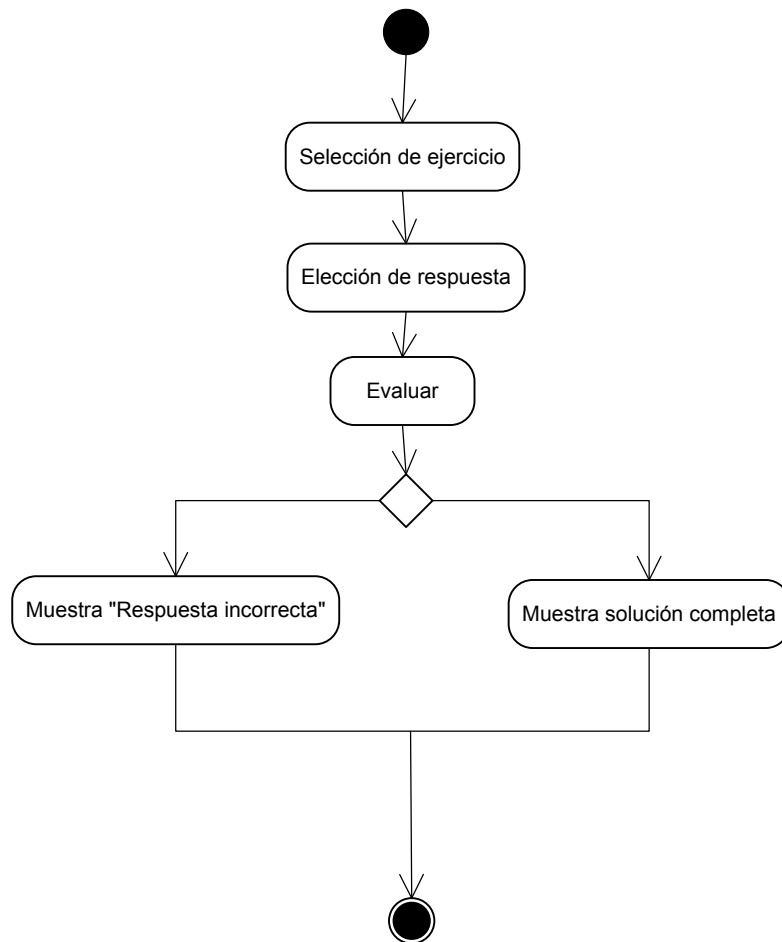 Selección de ejercicio
Elección de respuesta
Evaluar
Muestra "Respuesta incorrecta"
Muestra solución completa